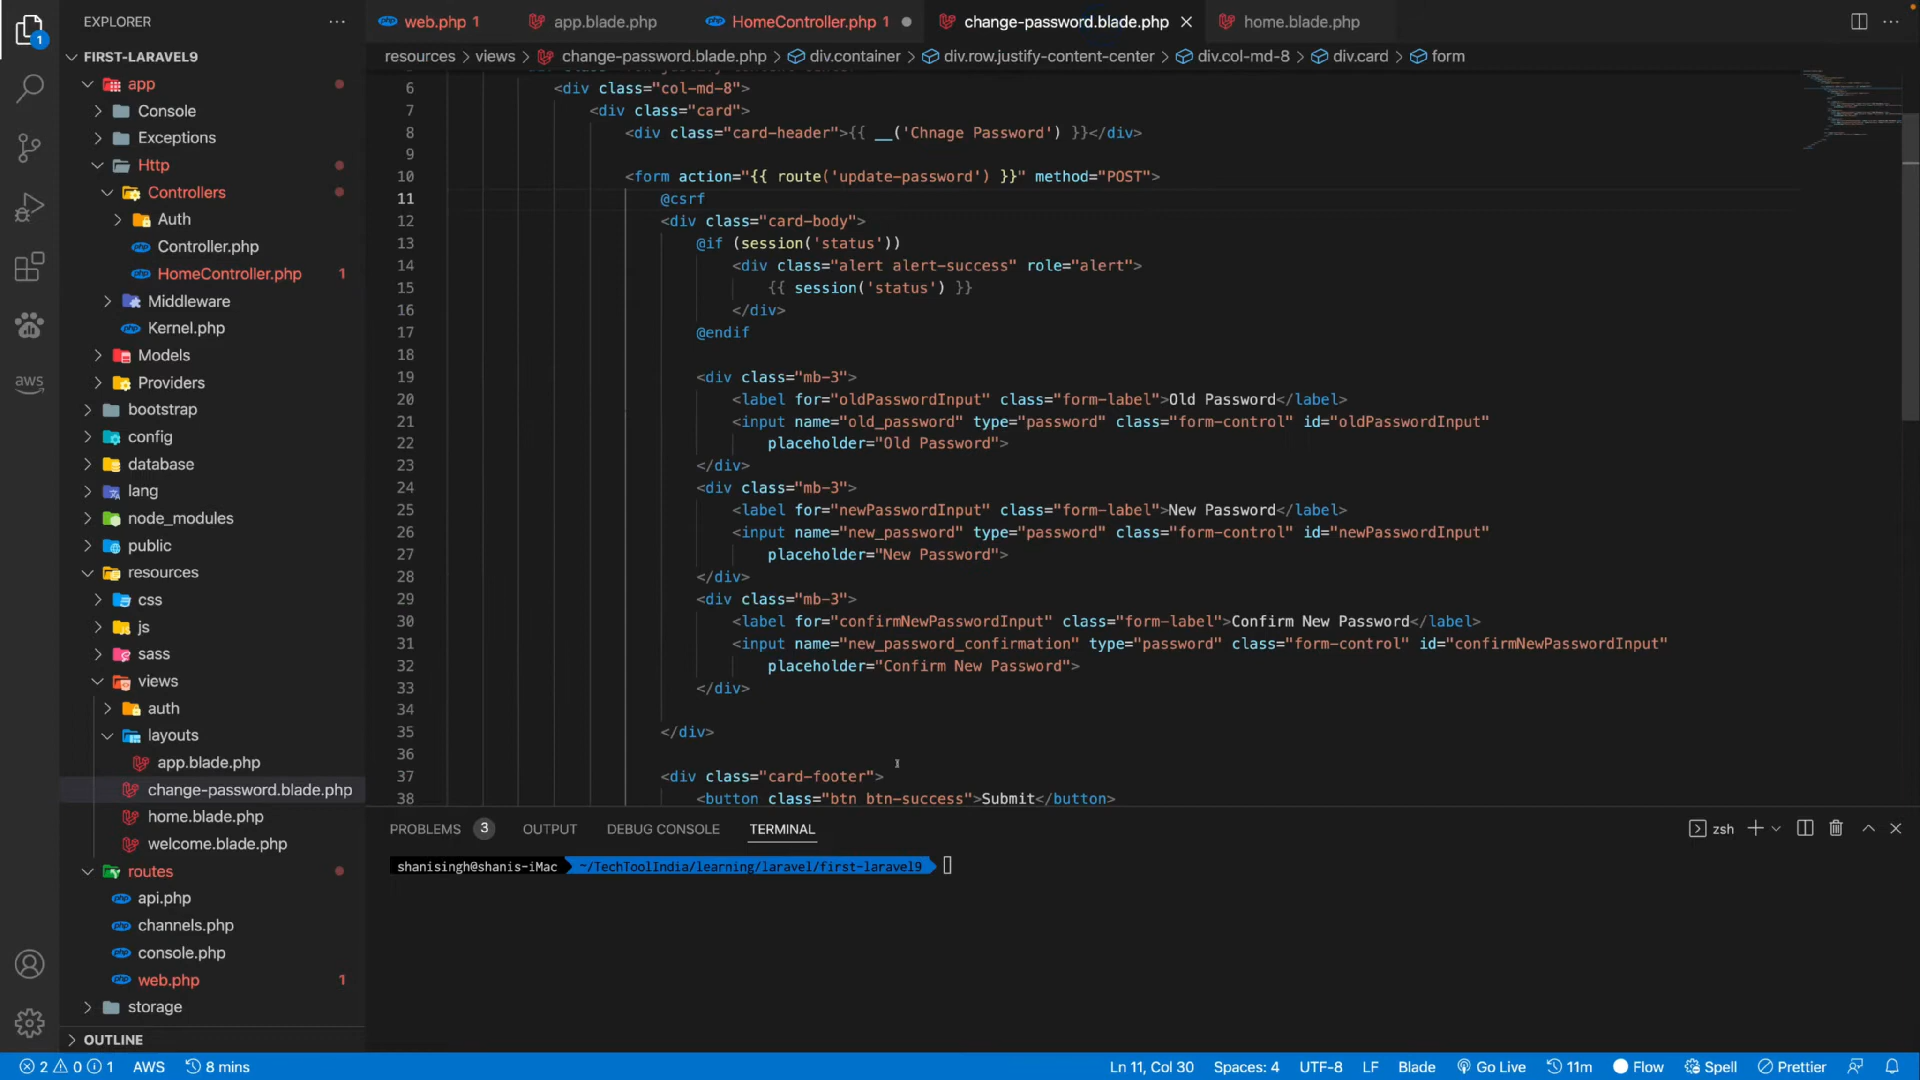 EXPLORER
FIRST-LARAVEL9
app
Console
Exceptions
Http
Controllers
Auth
Controller.php
HomeController.php 1
Middleware
Kernel.php
Models
Providers
bootstrap
config
database
lang
node_modules
public
resources
css
js
sass
views
auth
layouts
app.blade.php
change-password.blade.php
home.blade.php
welcome.blade.php
routes
api.php
channels.php
console.php
web.php 1
storage
OUTLINE
1
aws
web.php 1 app.blade.php HomeController.php 1 change-password.blade.php home.blade.php
resources > views > change-password.blade.php > div.container > div.row.justify-content-center > div.col-md-8 > div.card > form
6 <div class="col-md-8">
7 <div class="card">
8 <div class="card-header">{{ __('Chnage Password') }}</div>
9
10 <form action="{{ route('update-password') }}" method="POST">
11 @csrf
12 <div class="card-body">
13 @if (session('status'))
14 <div class="alert alert-success" role="alert">
15 {{ session('status') }}
16 </div>
17 @endif
18
19 <div class="mb-3">
20 <label for="oldPasswordInput" class="form-label">Old Password</label>
21 <input name="old_password" type="password" class="form-control" id="oldPasswordInput"
22 placeholder="Old Password">
23 </div>
24 <div class="mb-3">
25 <label for="newPasswordInput" class="form-label">New Password</label>
26 <input name="new_password" type="password" class="form-control" id="newPasswordInput"
27 placeholder="New Password">
28 </div>
29 <div class="mb-3">
30 <label for="confirmNewPasswordInput" class="form-label">Confirm New Password</label>
31 <input name="new_password_confirmation" type="password" class="form-control" id="confirmNewPasswordInput"
32 placeholder="Confirm New Password">
33 </div>
34
35 </div>
36
37 <div class="card-footer">
38 <button class="btn btn-success">Submit</button>
PROBLEMS 3 OUTPUT DEBUG CONSOLE TERMINAL zsh
shanisingh@shanis-iMac ~/TechToolIndia/learning/laravel/first-laravel9
2 0 1 AWS 8 mins Ln 11, Col 30 Spaces: 4 UTF-8 LF Blade Go Live 11m Flow Spell Prettier